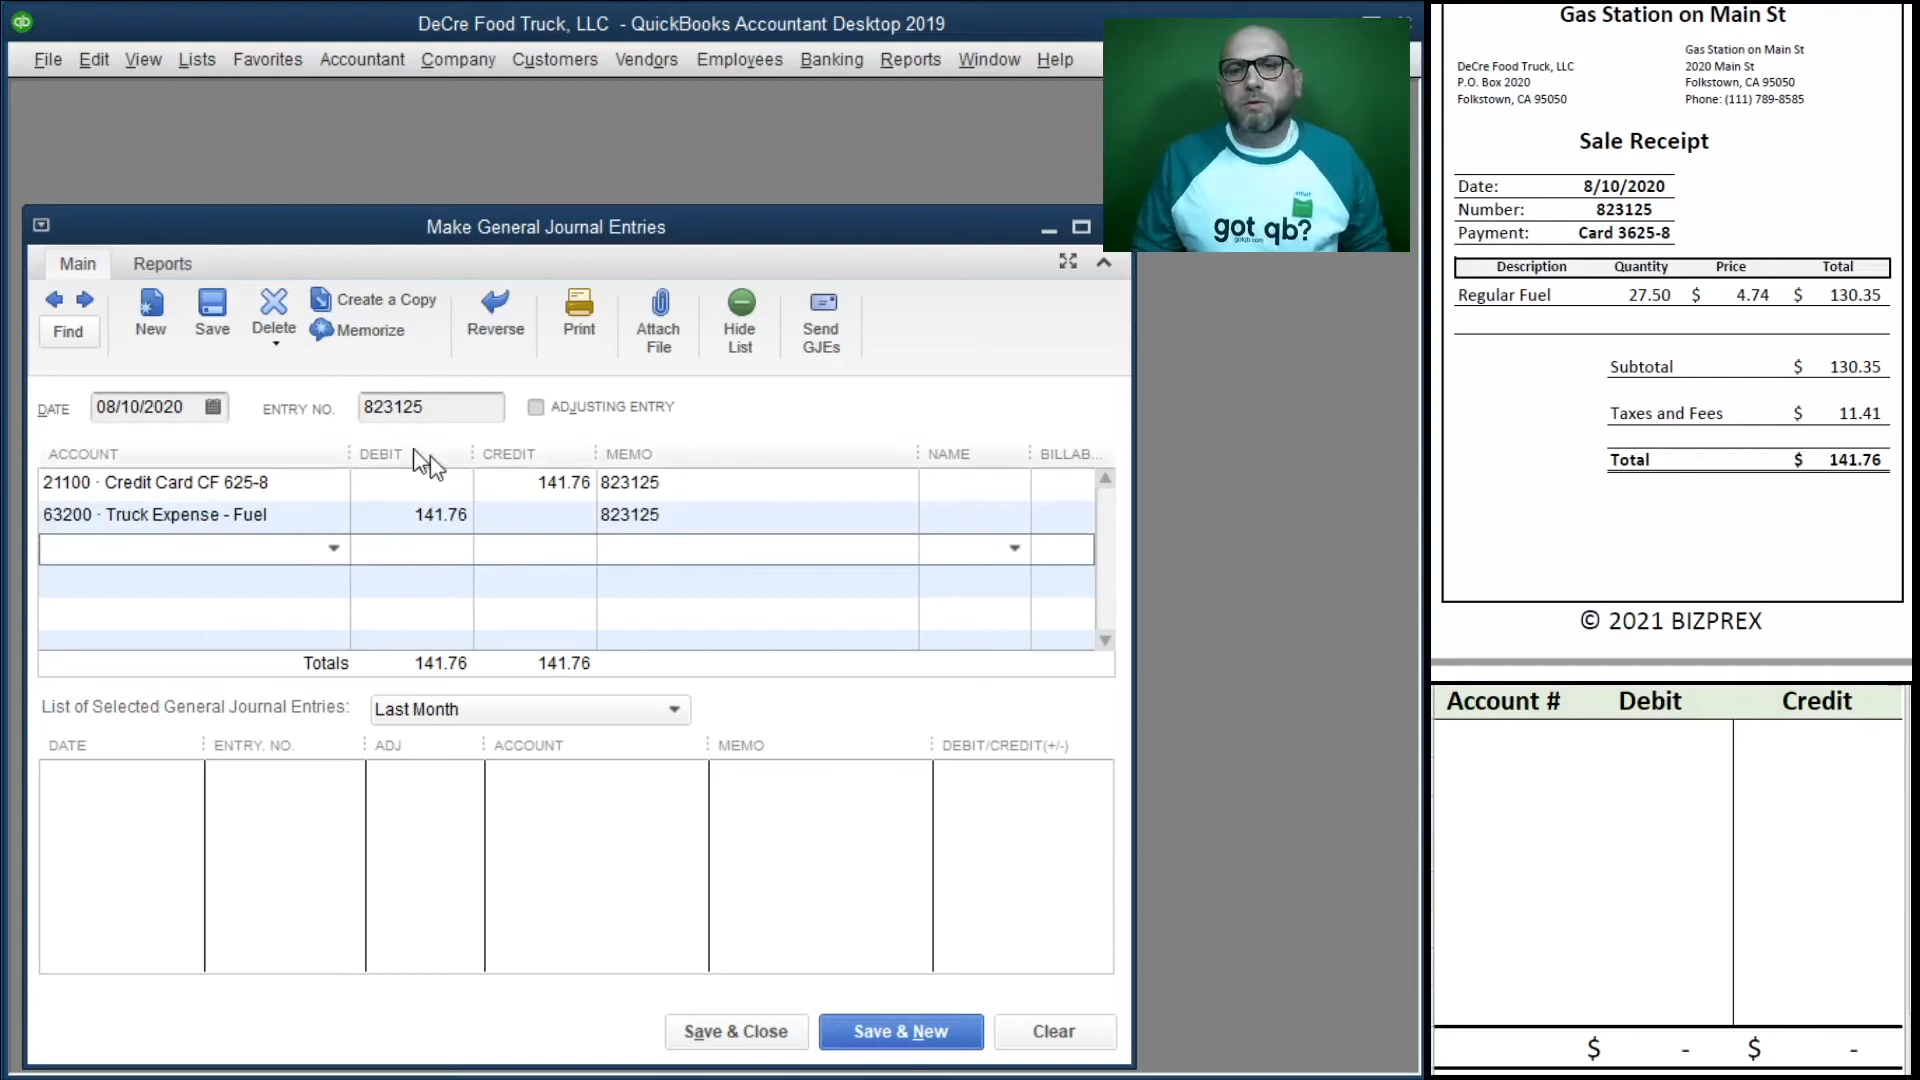 DeCre Food Truck, LLC - QuickBooks Accountant Desktop 2019
File Edit View Lists Favorites Accountant Company Customers Vendors Employees Banking Reports Window Help
got qb?
Make General Journal Entries
Main Reports
Find
New
Save
Delete
Create a Copy
Memorize
Reverse
Print
Attach
File
Hide
List
Send
GJEs
DATE 08/10/2020 ENTRY NO. 823125 ADJUSTING ENTRY
ACCOUNT DEBIT CREDIT MEMO NAME BILLAB...
21100 · Credit Card CF 625-8 141.76 823125
63200 · Truck Expense - Fuel 141.76 823125
Totals 141.76 141.76
List of Selected General Journal Entries: Last Month
DATE ENTRY. NO. ADJ ACCOUNT MEMO DEBIT/CREDIT(+/-)
Save & Close Save & New Clear
Gas Station on Main St
DeCre Food Truck, LLC
P.O. Box 2020
Folkstown, CA 95050
Gas Station on Main St
2020 Main St
Folkstown, CA 95050
Phone: (111) 789-8585
Sale Receipt
Date: 8/10/2020
Number: 823125
Payment: Card 3625-8
Description Quantity Price Total
Regular Fuel 27.50 $ 4.74 $ 130.35
Subtotal $ 130.35
Taxes and Fees $ 11.41
Total $ 141.76
© 2021 BIZPREX
Account # Debit Credit
$ - $ -